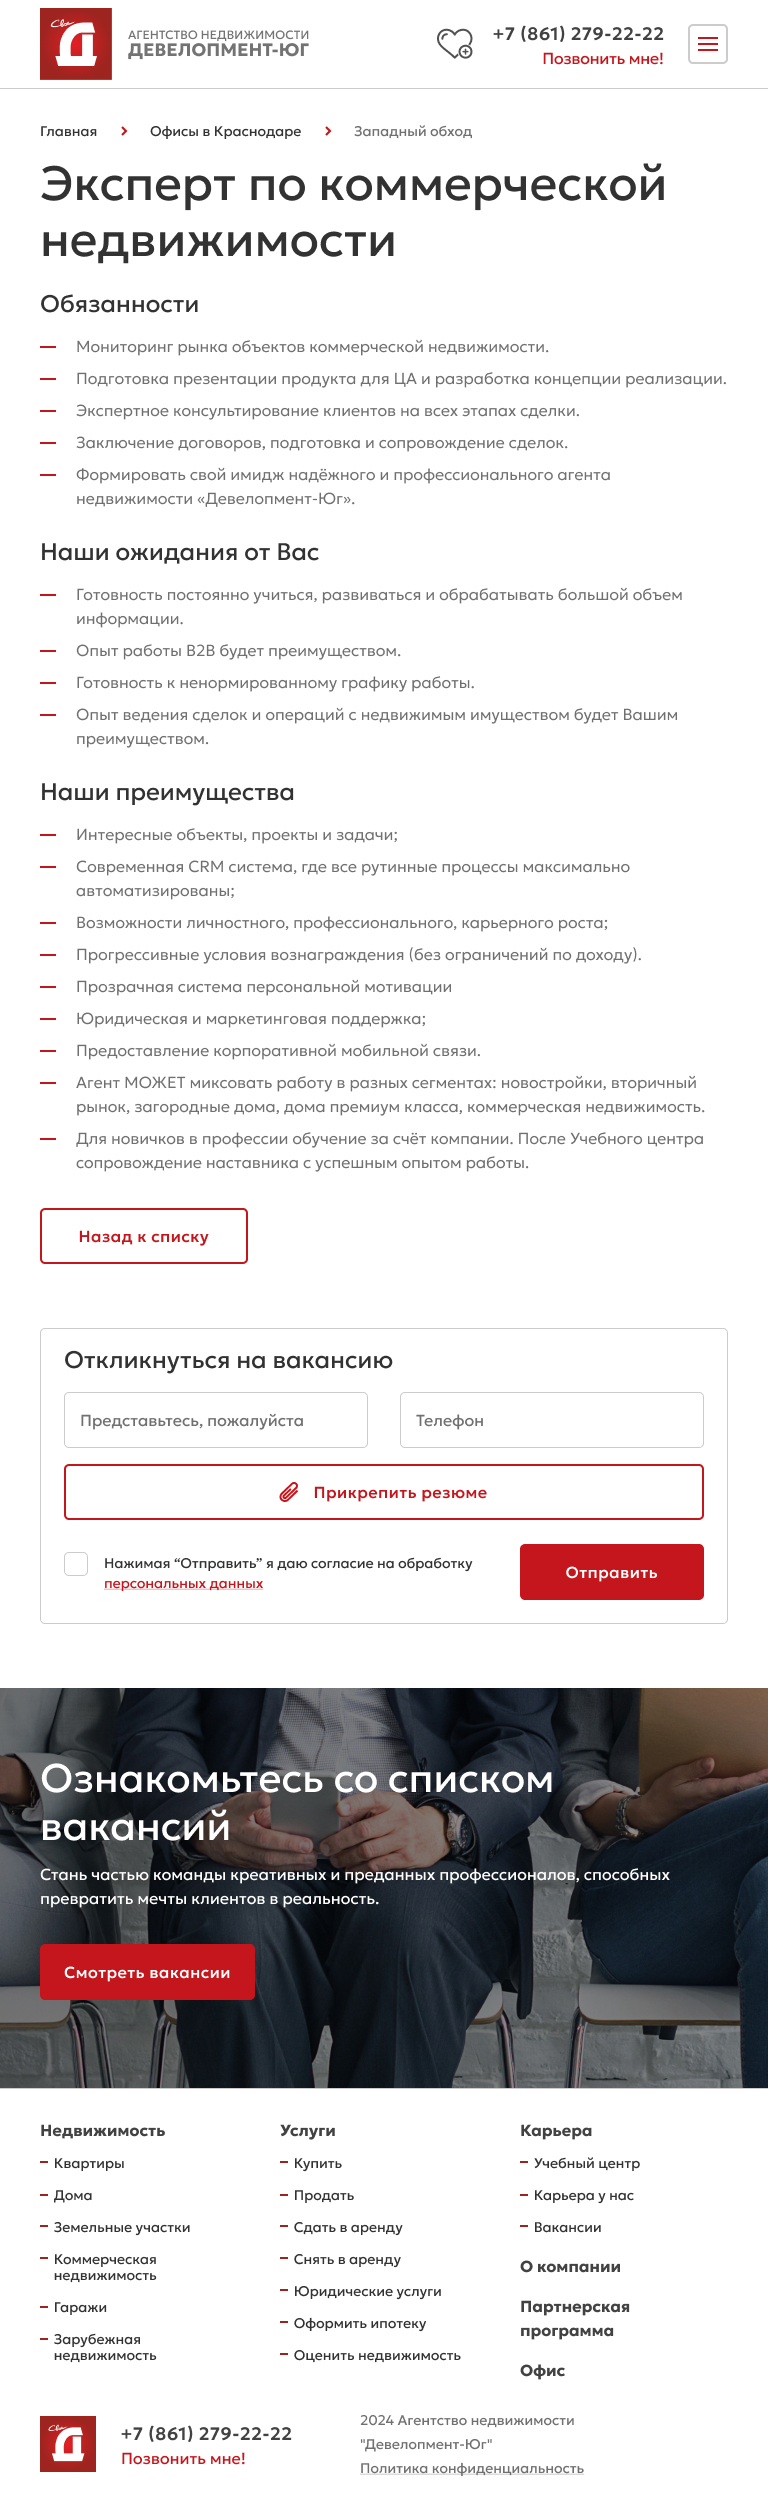 АГЕНТСТВО НЕДВИЖИМОСТИ
ДЕВЕЛОПМЕНТ-ЮГ
+7 (861) 279-22-22
Позвонить мне!
Главная
Офисы в Краснодаре
Западный обход
Эксперт по коммерческой
недвижимости
Обязанности
Мониторинг рынка объектов коммерческой недвижимости.
Подготовка презентации продукта для ЦА и разработка концепции реализации.
Экспертное консультирование клиентов на всех этапах сделки.
Заключение договоров, подготовка и сопровождение сделок.
Формировать свой имидж надёжного и профессионального агента
недвижимости «Девелопмент-Юг».
Наши ожидания от Вас
Готовность постоянно учиться, развиваться и обрабатывать большой объем
информации.
Опыт работы В2В будет преимуществом.
Готовность к ненормированному графику работы.
Опыт ведения сделок и операций с недвижимым имуществом будет Вашим
преимуществом.
Наши преимущества
Интересные объекты, проекты и задачи;
Современная CRM система, где все рутинные процессы максимально
автоматизированы;
Возможности личностного, профессионального, карьерного роста;
Прогрессивные условия вознаграждения (без ограничений по доходу).
Прозрачная система персональной мотивации
Юридическая и маркетинговая поддержка;
Предоставление корпоративной мобильной связи.
Агент МОЖЕТ миксовать работу в разных сегментах: новостройки, вторичный
рынок, загородные дома, дома премиум класса, коммерческая недвижимость.
Для новичков в профессии обучение за счёт компании. После Учебного центра
сопровождение наставника с успешным опытом работы.
Назад к списку
Откликнуться на вакансию
Представьтесь, пожалуйста
Телефон
Прикрепить резюме
Нажимая “Отправить” я даю согласие на обработку
персональных данных
Отправить
Ознакомьтесь со списком
вакансий
Стань частью команды креативных и преданных профессионалов, способных
превратить мечты клиентов в реальность.
Смотреть вакансии
Недвижимость
Квартиры
Дома
Земельные участки
Коммерческая
недвижимость
Гаражи
Зарубежная
недвижимость
Услуги
Купить
Продать
Сдать в аренду
Снять в аренду
Юридические услуги
Оформить ипотеку
Оценить недвижимость
Карьера
Учебный центр
Карьера у нас
Вакансии
О компании
Партнерская
программа
Офис
+7 (861) 279-22-22
Позвонить мне!
2024 Агентство недвижимости
"Девелопмент-Юг"
Политика конфиденциальность